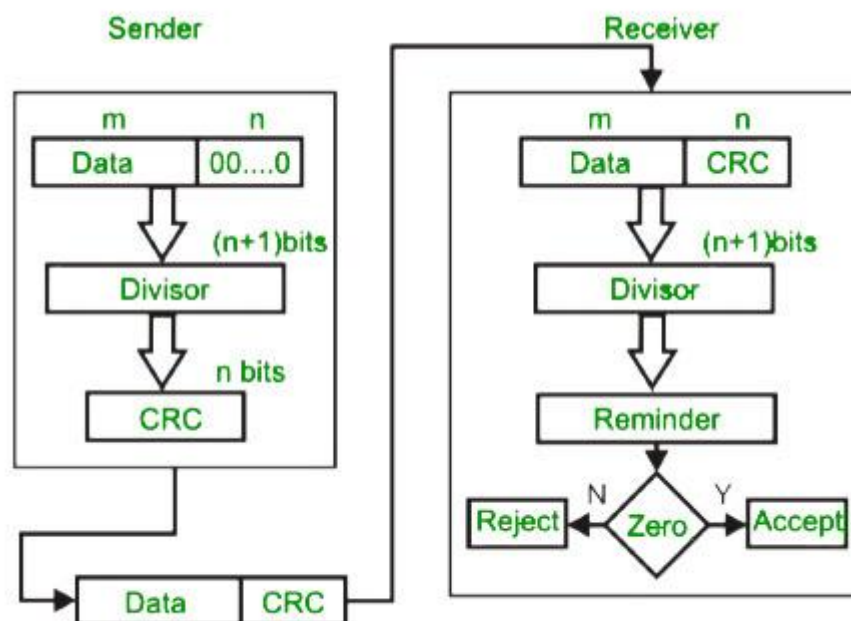 Sender
m n
Data 00....0
(n+1)bits
Divisor
n bits
CRC
Data CRC
Receiver
m n
Data CRC
(n+1)bits
Divisor
Reminder
N Y
Reject Zero Accept